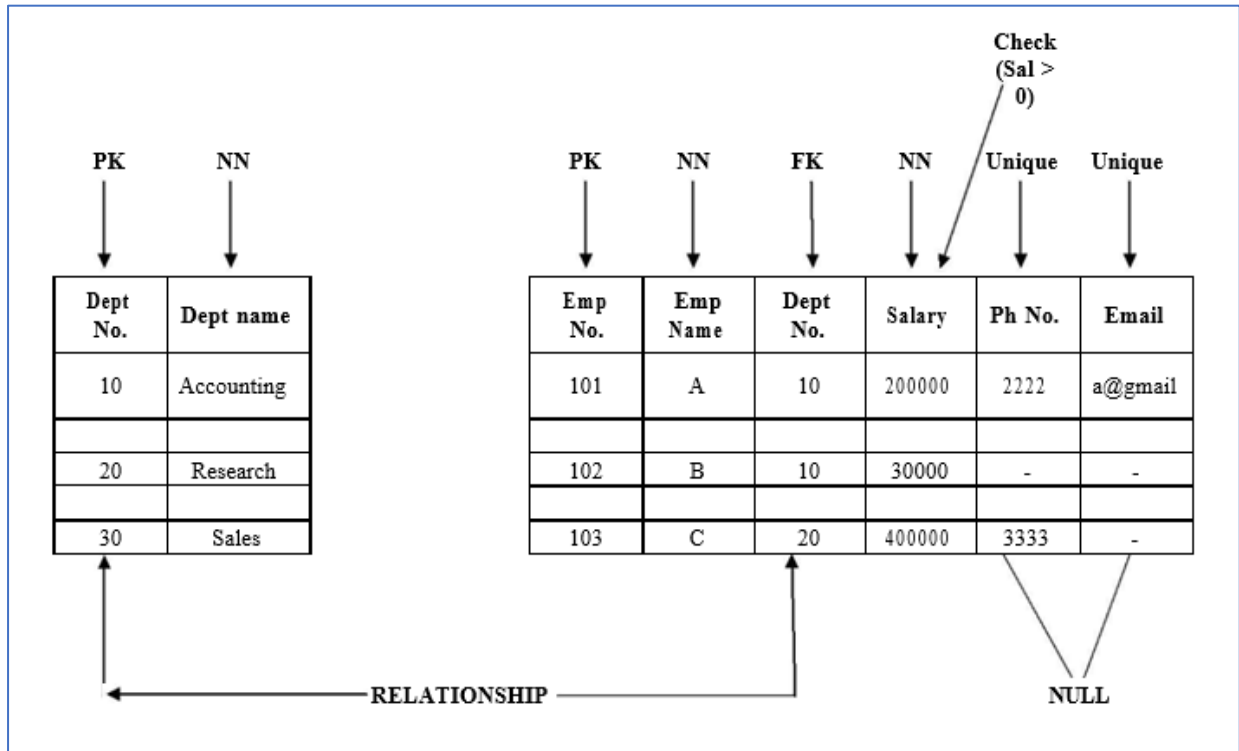 Check
(Sal >
0)
PK NN PK NN FK NN Unique Unique
Dept
No. Dept name
10 Accounting
20 Research
30 Sales
Emp
No. Emp
Name Dept
No. Salary Ph No. Email
101 A 10 200000 2222 a@gmail
102 B 10 30000 - -
103 C 20 400000 3333 -
RELATIONSHIP NULL